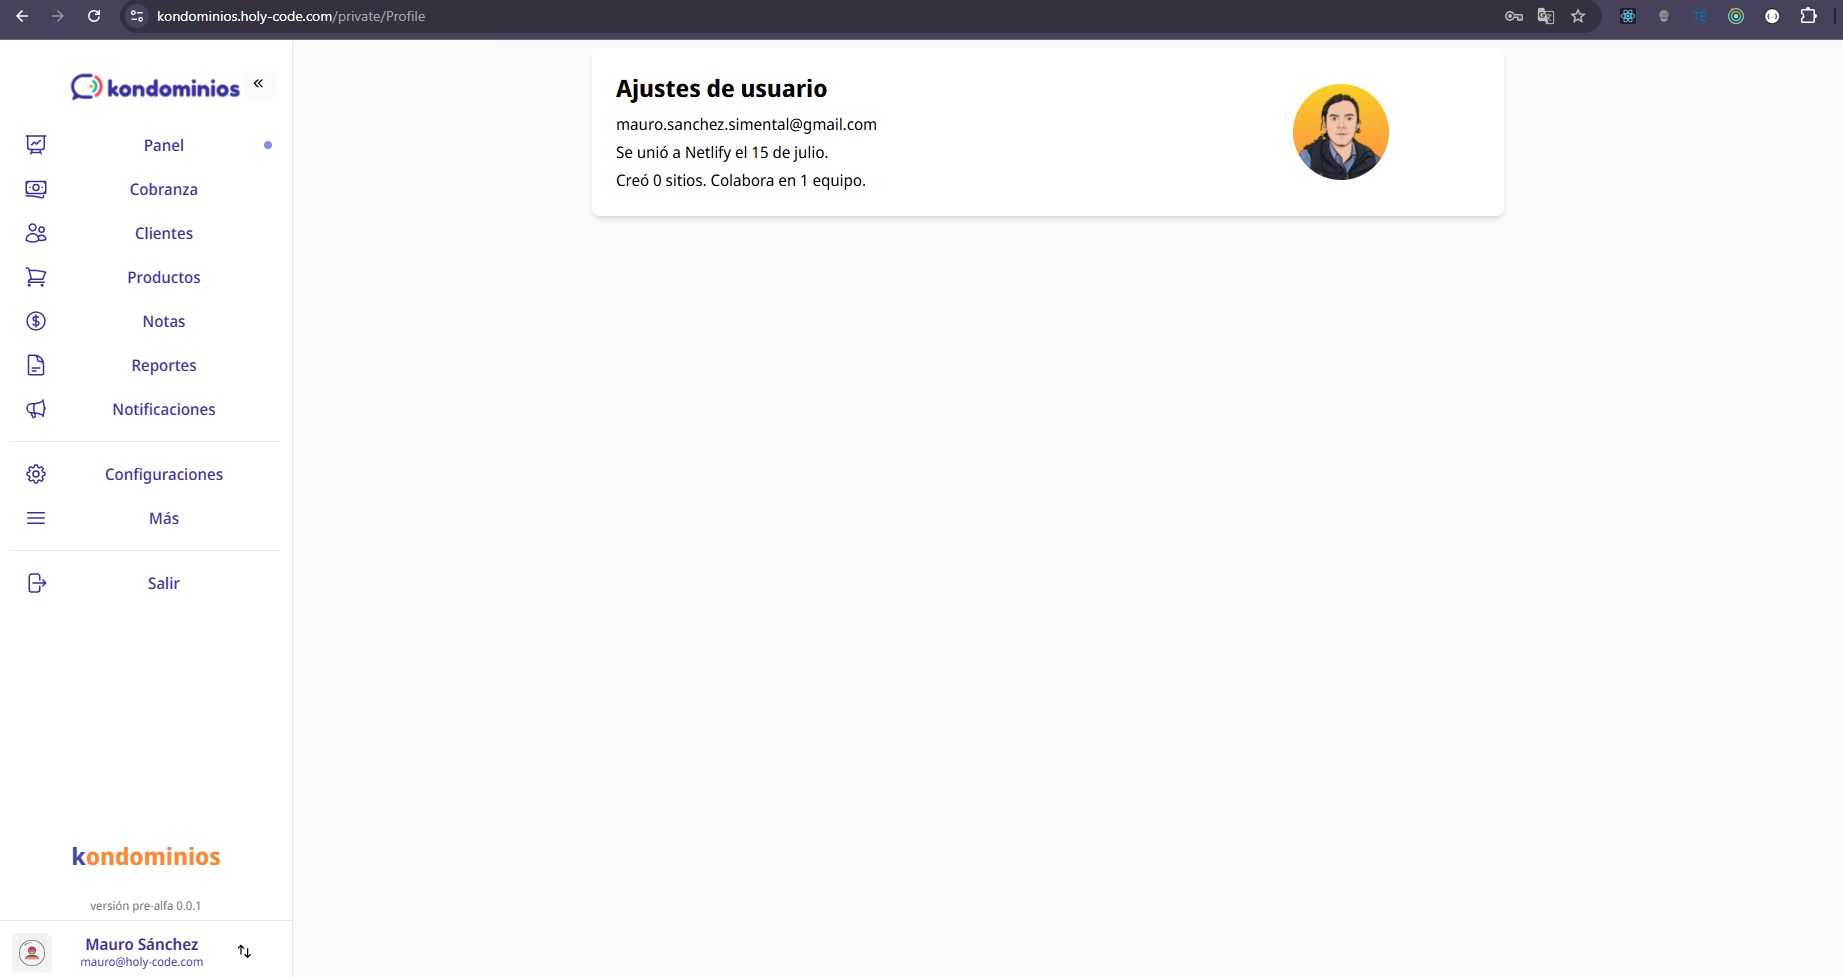 kondominios.holy-code.com/private/Profile
kondominios
Panel
Cobranza
Clientes
Productos
Notas
Reportes
Notificaciones
Configuraciones
Más
Salir
kondominios
versión pre-alfa 0.0.1
Mauro Sánchez
mauro@holy-code.com
Ajustes de usuario
mauro.sanchez.simental@gmail.com
Se unió a Netlify el 15 de julio.
Creó 0 sitios. Colabora en 1 equipo.